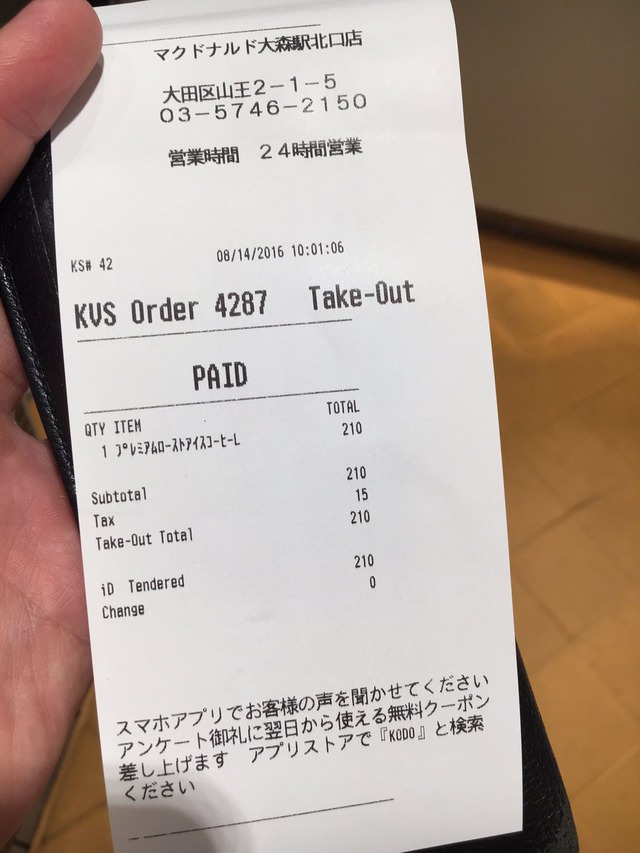 マクドナルド大森駅北口店
大田区山王2-1-5
03-5746-2150
営業時間 24時間営業
KS# 42 08/14/2016 10:01:06
KVS Order 4287 Take-Out
PAID
QTY ITEM TOTAL
1 プレミアムローストアイスコーヒーL 210
Subtotal 210
Tax 15
Take-Out Total 210
iD Tendered 210
Change 0
スマホアプリでお客様の声を聞かせてください
アンケート御礼に翌日から使える無料クーポン
差し上げます アプリストアで『KODO』と検索
ください